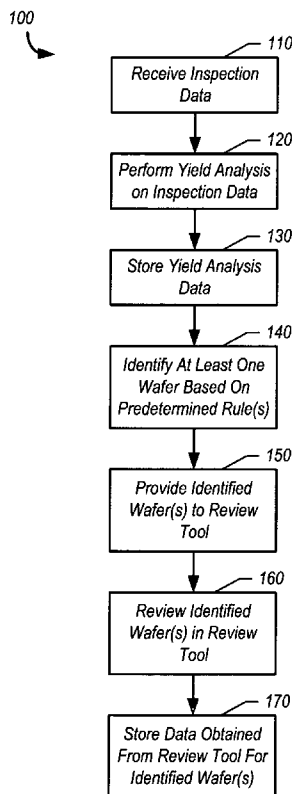 100
110
Receive Inspection
Data
120
Perform Yield Analysis
on Inspection Data
130
Store Yield Analysis
Data
140
Identify At Least One
Wafer Based On
Predetermined Rule(s)
150
Provide Identified
Wafer(s) to Review
Tool
160
Review Identified
Wafer(s) in Review
Tool
170
Store Data Obtained
From Review Tool For
Identified Wafer(s)